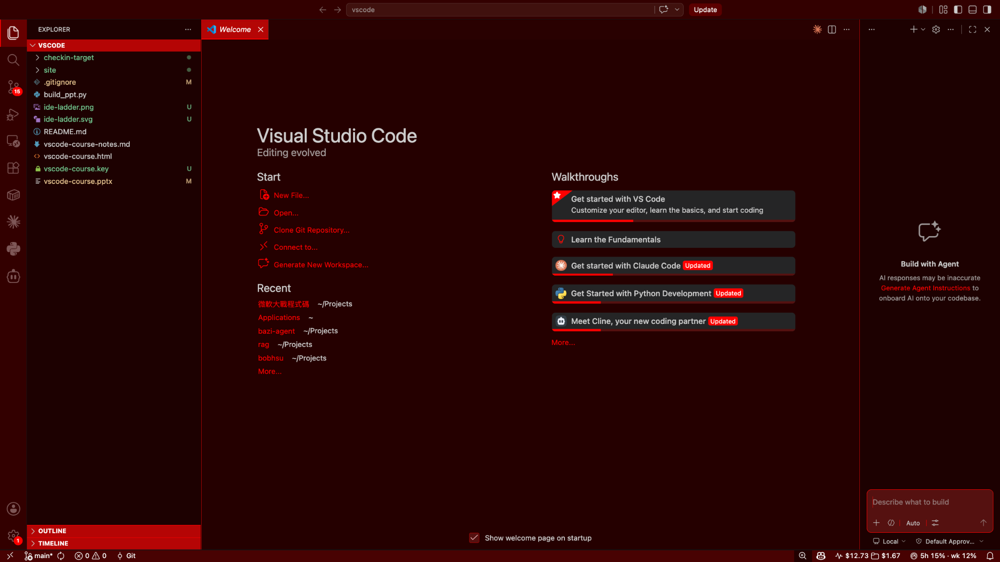 vscode
Update
EXPLORER
Welcome
VSCODE
checkin-target
site
.gitignore M
build_ppt.py
ide-ladder.png U
ide-ladder.svg U
README.md
vscode-course-notes.md
vscode-course.html
vscode-course.key U
vscode-course.pptx M
15
1
OUTLINE
TIMELINE
Visual Studio Code
Editing evolved
Start
New File...
Open...
Clone Git Repository...
Connect to...
Generate New Workspace...
Recent
微軟大戰程式碼 ~/Projects
Applications ~
bazi-agent ~/Projects
rag ~/Projects
bobhsu ~/Projects
More...
Walkthroughs
Get started with VS Code
Customize your editor, learn the basics, and start coding
Learn the Fundamentals
Get started with Claude Code Updated
Get Started with Python Development Updated
Meet Cline, your new coding partner Updated
More...
Show welcome page on startup
Build with Agent
AI responses may be inaccurate
Generate Agent Instructions to
onboard AI onto your codebase.
Describe what to build
Auto
Local Default Approv...
main* 0 0 Git
$12.73 $1.67 5h 15% · wk 12%